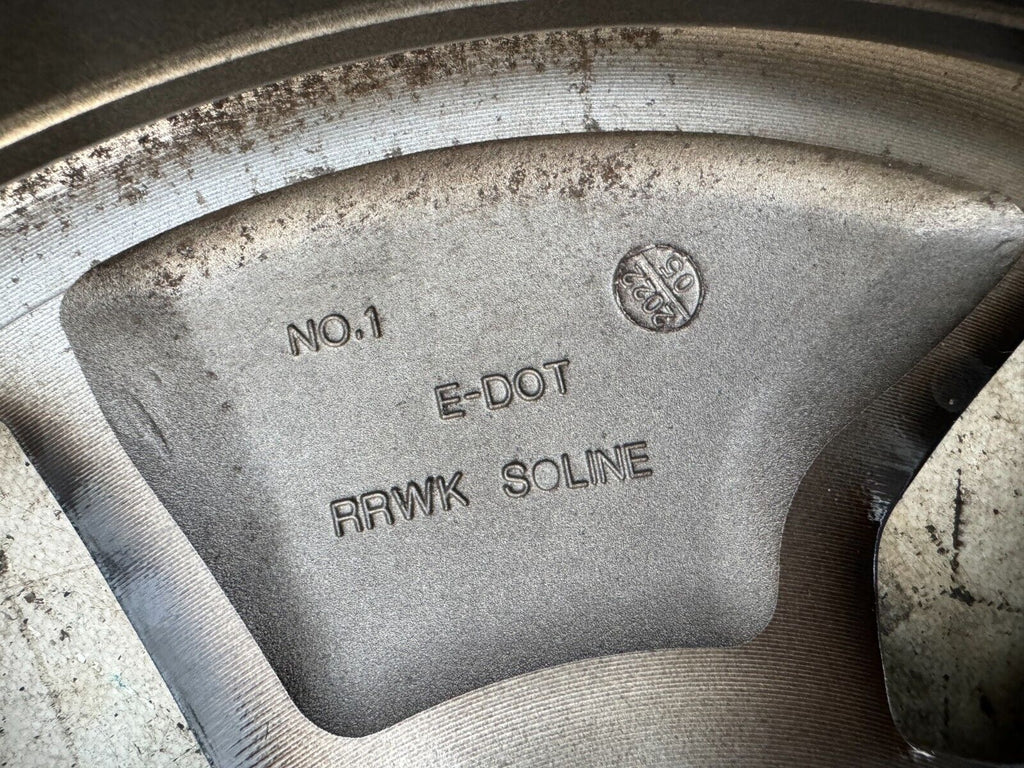 NO.1
05
2022
E-DOT
RRWK SOLINE